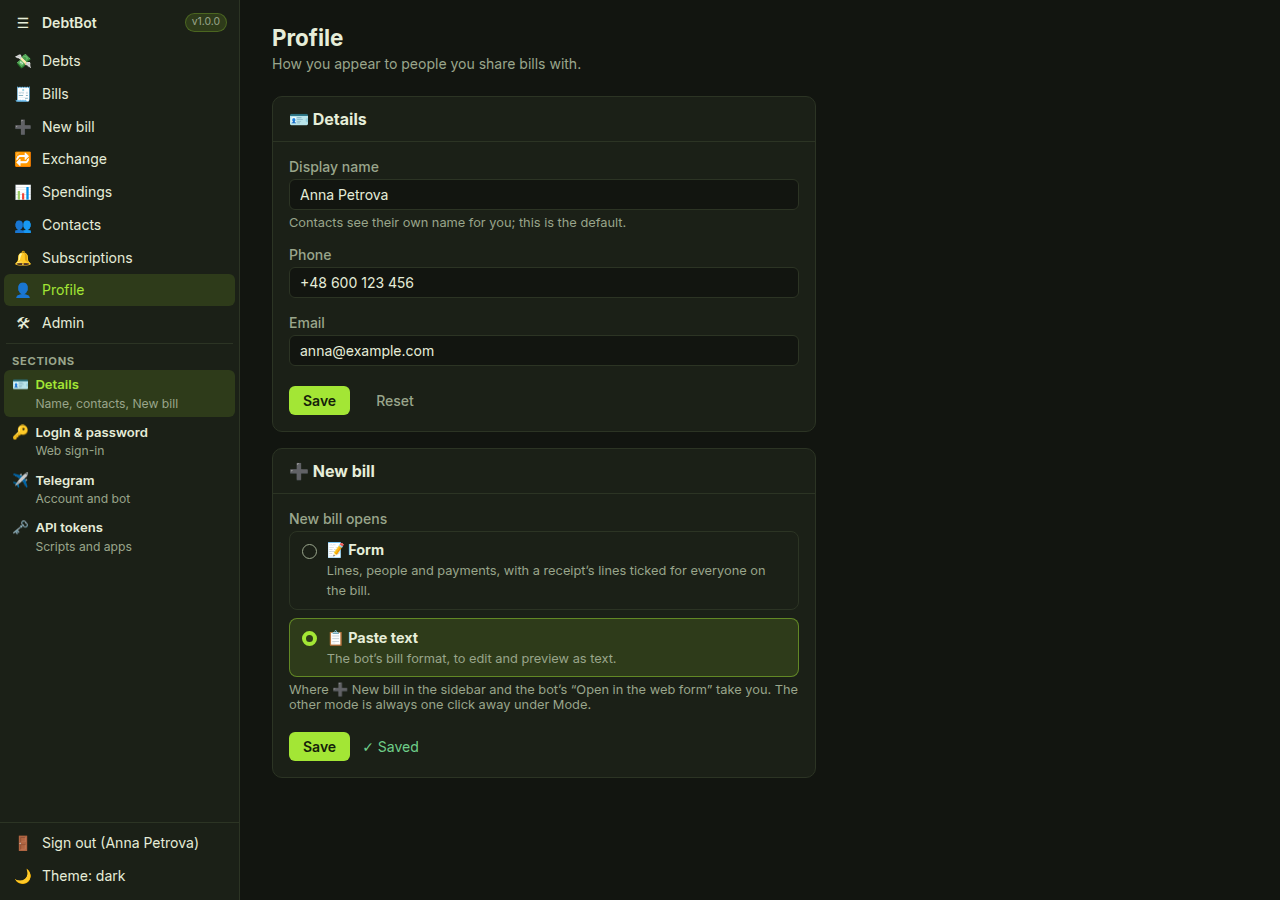 ☰ DebtBot v1.0.0
💸 Debts
🧾 Bills
➕ New bill
🔁 Exchange
📊 Spendings
👥 Contacts
🔔 Subscriptions
👤 Profile
🛠 Admin
SECTIONS
🪪 Details
Name, contacts, New bill
🔑 Login & password
Web sign-in
✈️ Telegram
Account and bot
🗝️ API tokens
Scripts and apps
🚪 Sign out (Anna Petrova)
🌙 Theme: dark
Profile
How you appear to people you share bills with.
🪪 Details
Display name
Anna Petrova
Contacts see their own name for you; this is the default.
Phone
+48 600 123 456
Email
anna@example.com
Save Reset
➕ New bill
New bill opens
📝 Form
Lines, people and payments, with a receipt’s lines ticked for everyone on
the bill.
📋 Paste text
The bot’s bill format, to edit and preview as text.
Where ➕ New bill in the sidebar and the bot’s “Open in the web form” take you. The
other mode is always one click away under Mode.
Save ✓ Saved